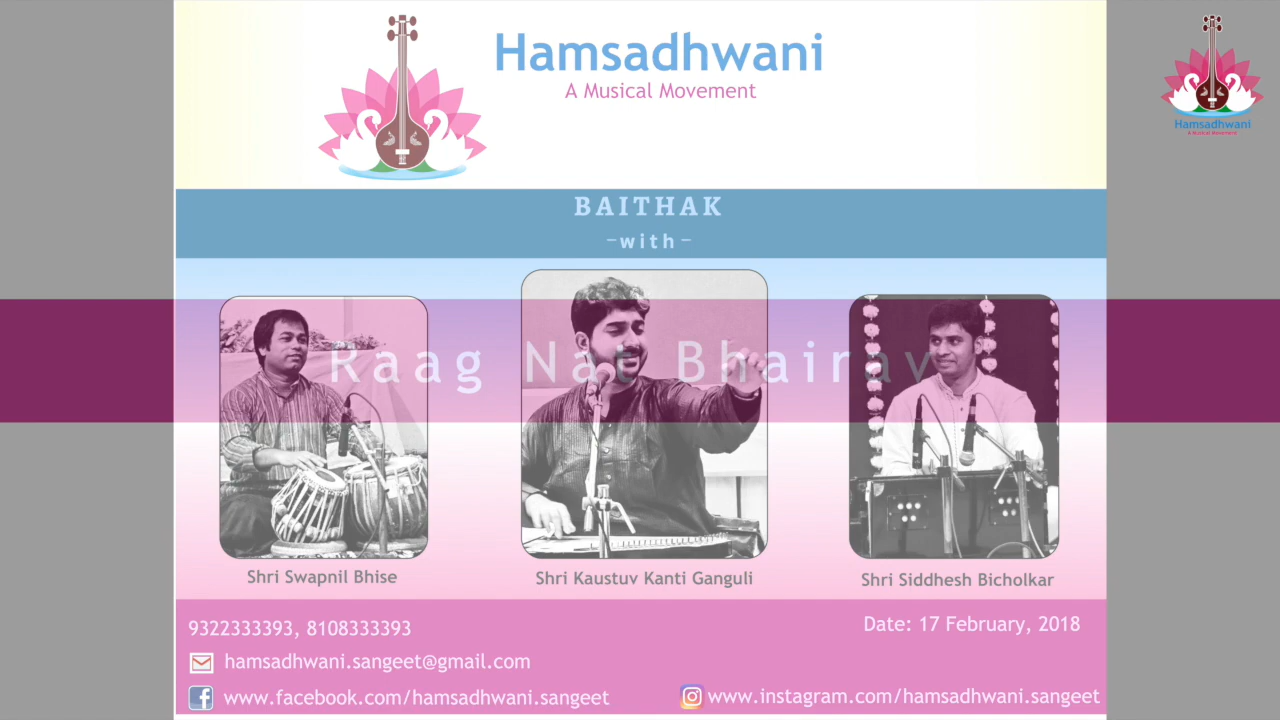 Hamsadhwani
A Musical Movement
Hamsadhwani
A Musical Movement
BAITHAK
-with-
Raag Nat Bhairav
Shri Swapnil Bhise
Shri Kaustuv Kanti Ganguli
Shri Siddhesh Bicholkar
9322333393, 8108333393
Date: 17 February, 2018
hamsadhwani.sangeet@gmail.com
www.facebook.com/hamsadhwani.sangeet
www.instagram.com/hamsadhwani.sangeet